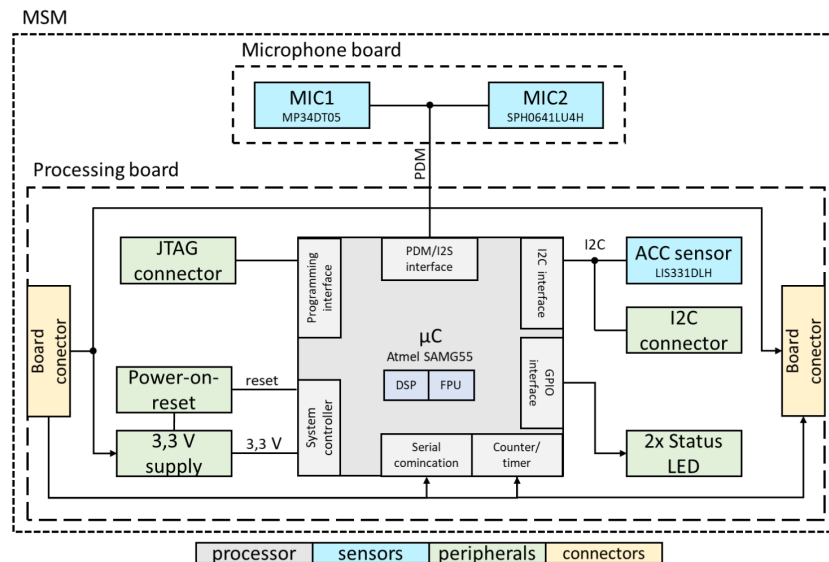 MSM
Microphone board
MIC1
MP34DT05
MIC2
SPH0641LU4H
PDM
Processing board
JTAG
connector
Programming
interface
PDM/I2S
interface
I2C interface
I2C
ACC sensor
LIS331DLH
I2C
connector
Board
conector
µC
Atmel SAMG55
DSP
FPU
GPIO
interface
Board
conector
Power-on-
reset
reset
System
controller
3,3 V
supply
3,3 V
Serial
comincation
Counter/
timer
2x Status
LED
processor
sensors
peripherals
connectors